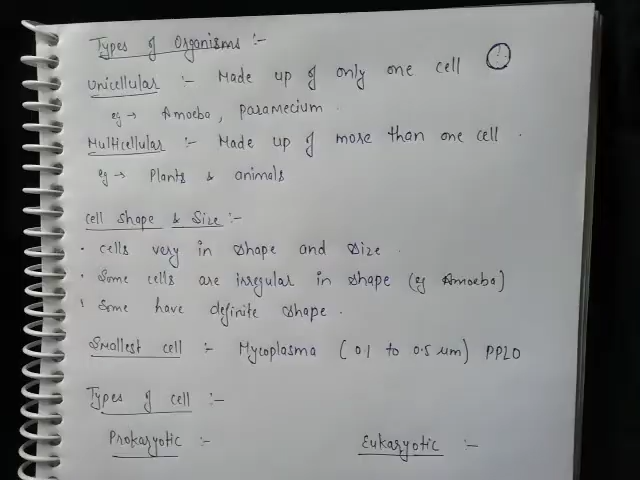 Types of Organisms :-
Unicellular :- Made up of only one cell
eg → Amoeba, Paramecium.
Multicellular :- Made up of more than one cell.
eg → Plants & animals
Cell Shape & Size :-
• Cells very in shape and size.
• Some cells are irregular in shape (eg Amoeba)
• Some have definite shape.
Smallest cell :- Mycoplasma (0.1 to 0.5 µm) PPLO
Types of cell :-
Prokaryotic :- Eukaryotic :-